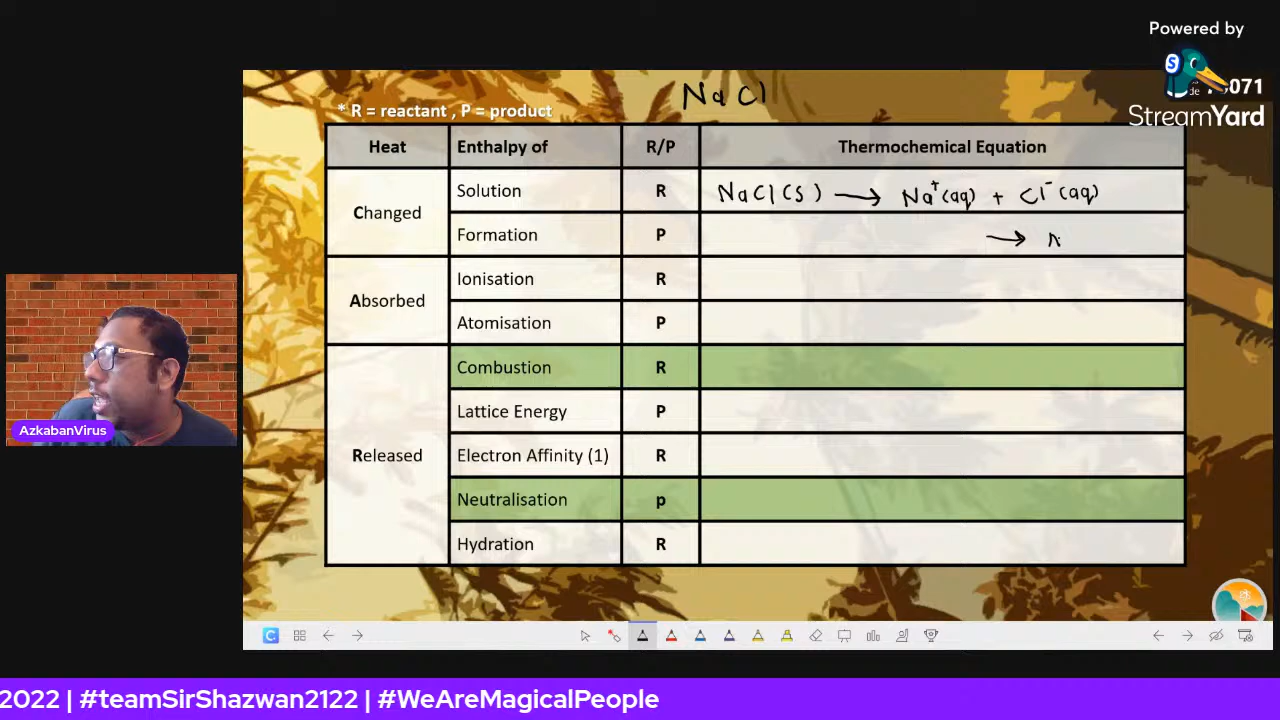 Powered by
071
StreamYard
NaCl
* R = reactant , P = product
Heat Enthalpy of R/P Thermochemical Equation
Changed
Solution R NaCl(s) → Na⁺(aq) + Cl⁻(aq)
Formation P →
Absorbed
Ionisation R
Atomisation P
Released
Combustion R
Lattice Energy P
Electron Affinity (1) R
Neutralisation p
Hydration R
AzkabanVirus
2022 | #teamSirShazwan2122 | #WeAreMagicalPeople